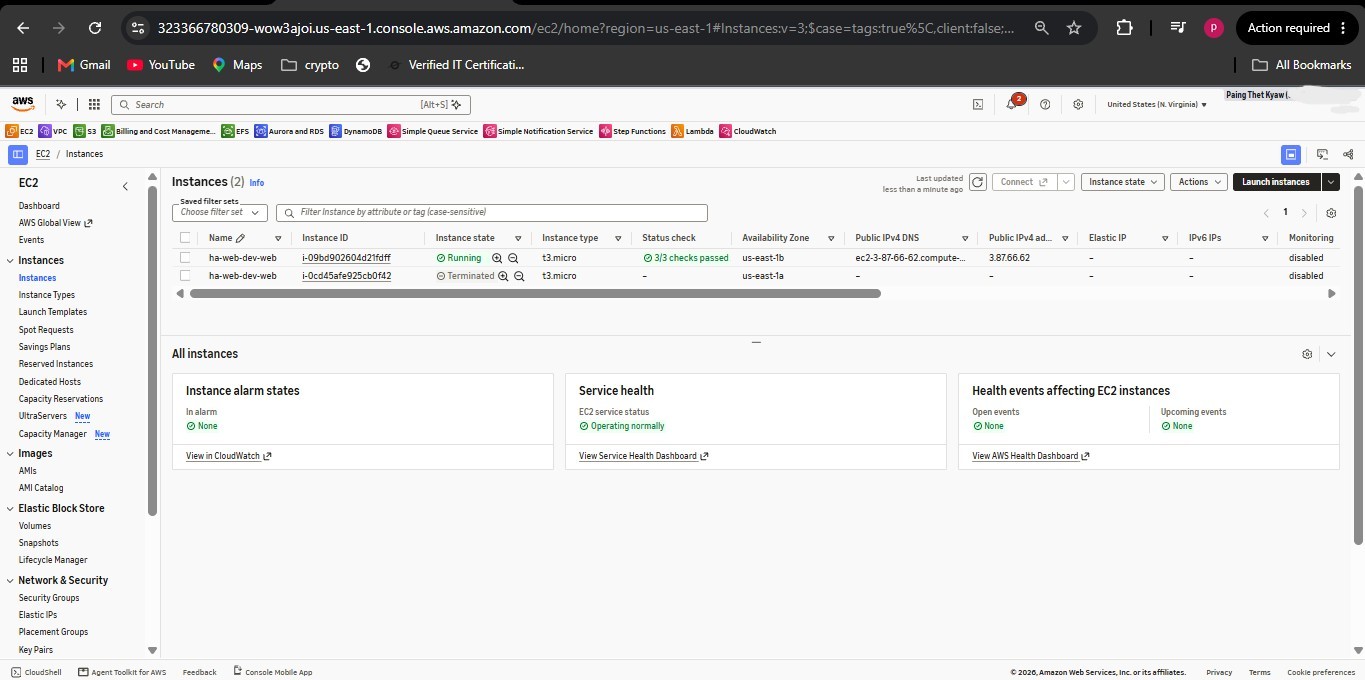 323366780309-wow3ajoi.us-east-1.console.aws.amazon.com/ec2/home?region=us-east-1#Instances:v=3;$case=tags:true%5C,client:false;...
P
Action required
Gmail YouTube Maps crypto Verified IT Certificati... All Bookmarks
aws Search [Alt+S] 2 United States (N. Virginia) Paing Thet Kyaw (.
EC2 VPC S3 Billing and Cost Manageme... EFS Aurora and RDS DynamoDB Simple Queue Service Simple Notification Service Step Functions Lambda CloudWatch
EC2 / Instances
EC2
Dashboard
AWS Global View
Events
Instances
Instances
Instance Types
Launch Templates
Spot Requests
Savings Plans
Reserved Instances
Dedicated Hosts
Capacity Reservations
UltraServers New
Capacity Manager New
Images
AMIs
AMI Catalog
Elastic Block Store
Volumes
Snapshots
Lifecycle Manager
Network & Security
Security Groups
Elastic IPs
Placement Groups
Key Pairs
Instances (2) Info
Last updated
less than a minute ago
Connect Instance state Actions Launch instances
Saved filter sets
Choose filter set
Filter Instance by attribute or tag (case-sensitive)
1
Name Instance ID Instance state Instance type Status check Availability Zone Public IPv4 DNS Public IPv4 ad... Elastic IP IPv6 IPs Monitoring
ha-web-dev-web i-09bd902604d21fdff Running t3.micro 3/3 checks passed us-east-1b ec2-3-87-66-62.compute-... 3.87.66.62 – – disabled
ha-web-dev-web i-0cd45afe925cb0f42 Terminated t3.micro – us-east-1a – – – – disabled
All instances
Instance alarm states
In alarm
None
View in CloudWatch
Service health
EC2 service status
Operating normally
View Service Health Dashboard
Health events affecting EC2 instances
Open events Upcoming events
None None
View AWS Health Dashboard
CloudShell Agent Toolkit for AWS Feedback Console Mobile App © 2026, Amazon Web Services, Inc. or its affiliates. Privacy Terms Cookie preferences